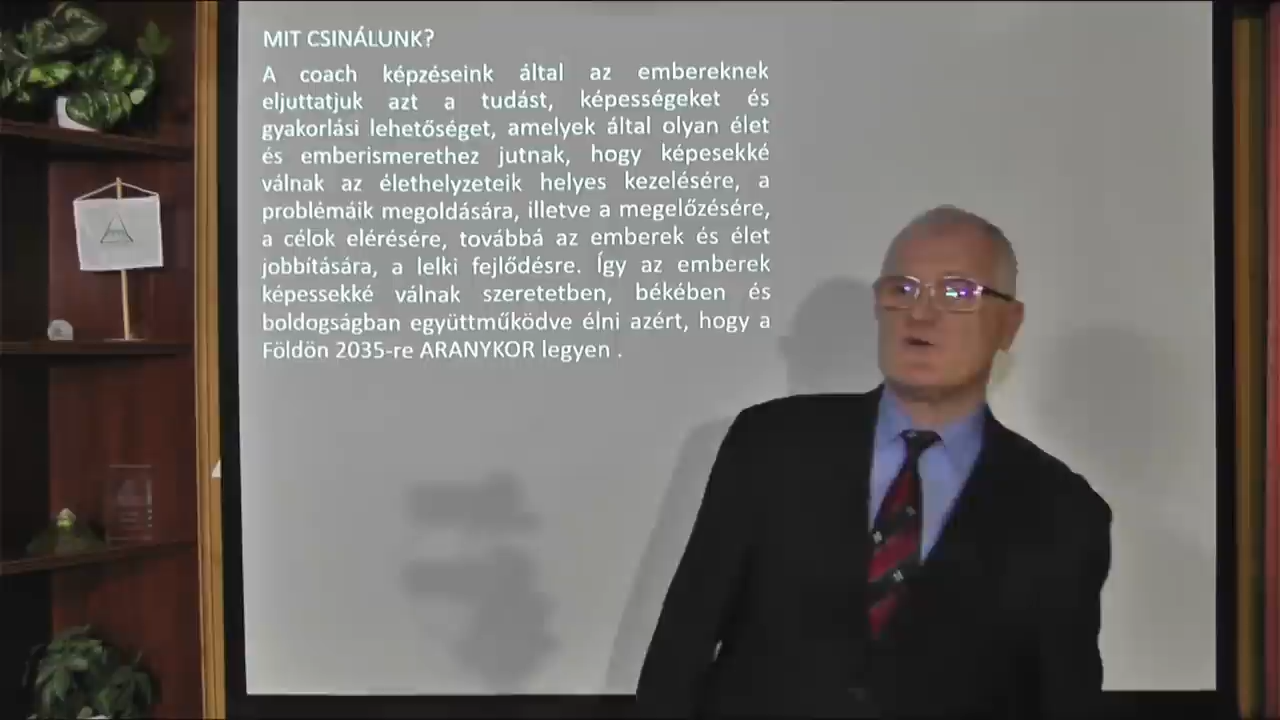 MIT CSINÁLUNK?
A coach képzéseink által az embereknek
eljuttatjuk azt a tudást, képességeket és
gyakorlási lehetőséget, amelyek által olyan élet
és emberismerethez jutnak, hogy képesekké
válnak az élethelyzeteik helyes kezelésére, a
problémáik megoldására, illetve a megelőzésére,
a célok elérésére, továbbá az emberek és élet
jobbítására, a lelki fejlődésre. Így az emberek
képessekké válnak szeretetben, békében és
boldogságban együttműködve élni azért, hogy a
Földön 2035-re ARANYKOR legyen .